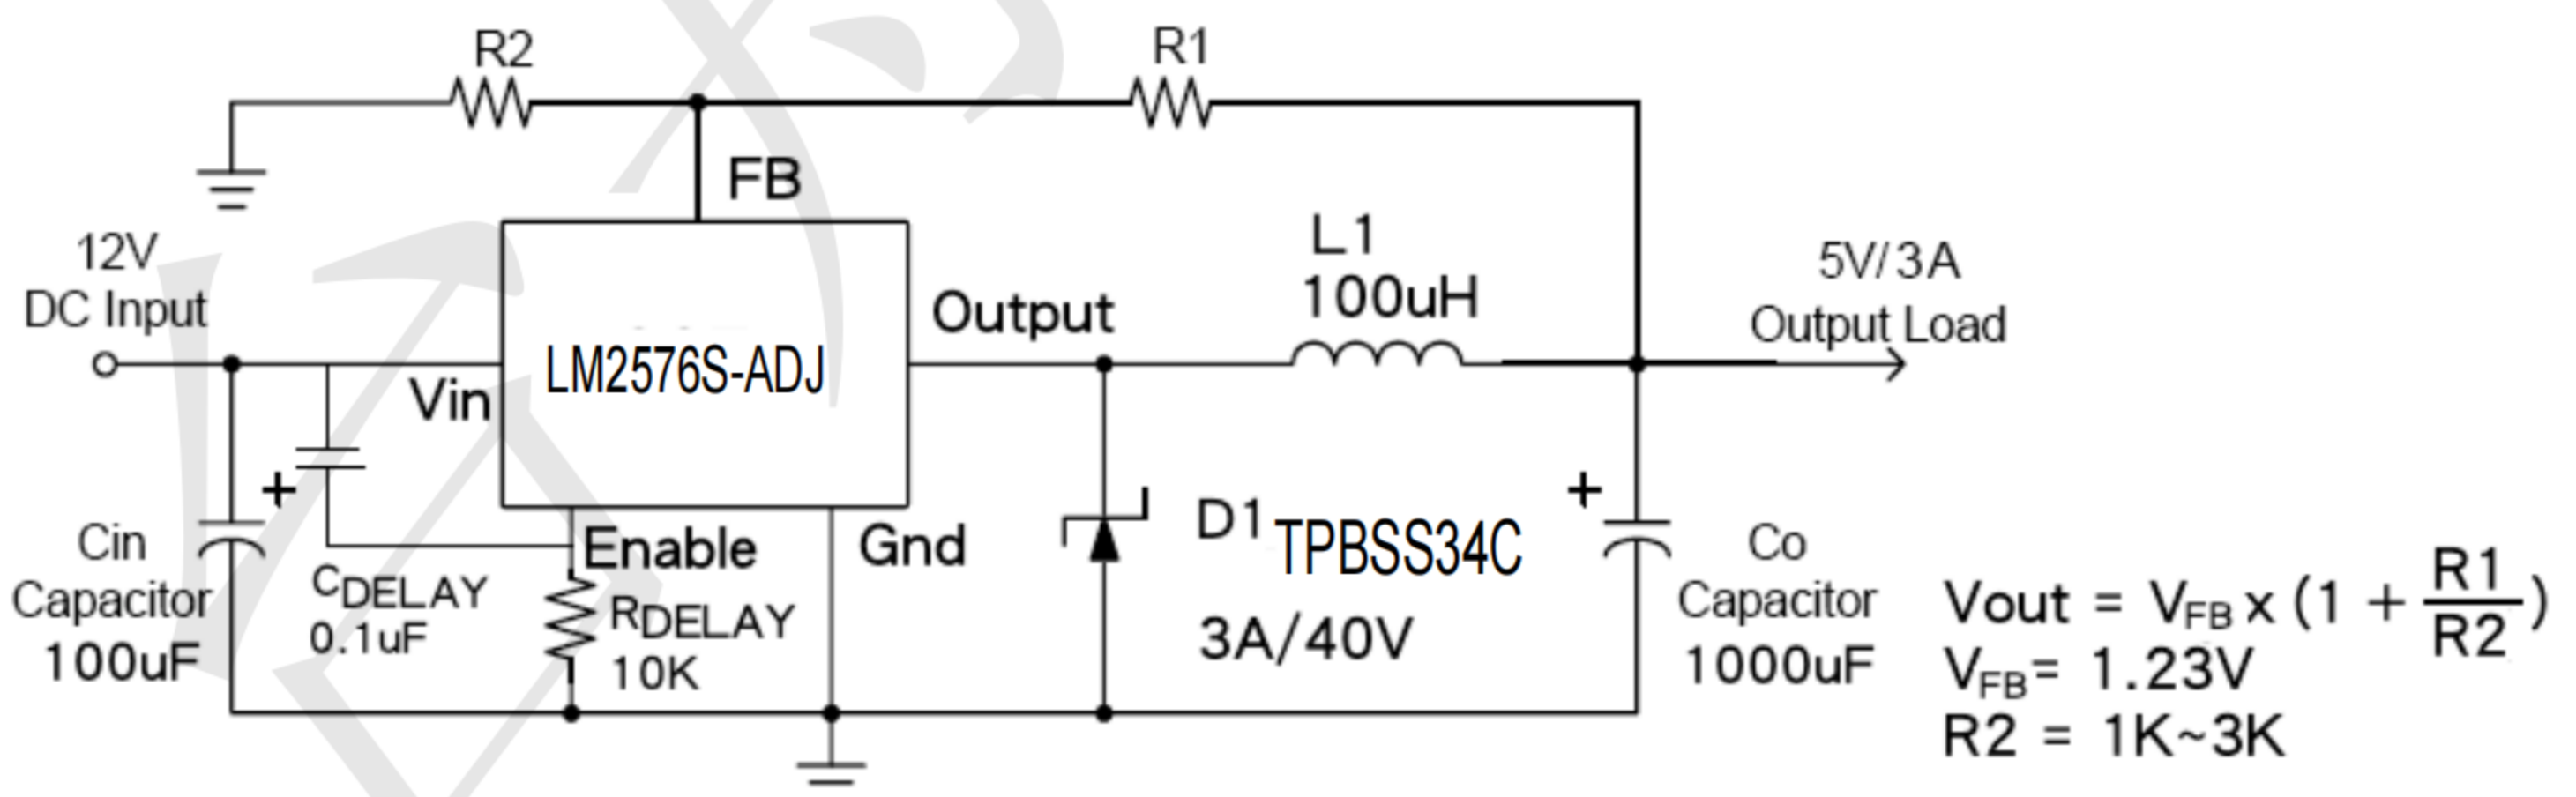 R2
R1
FB
12V
DC Input
L1
100uH
5V/3A
Output Load
Output
LM2576S-ADJ
Vin
+
+
Enable
Gnd
D1 TPBSS34C
3A/40V
Cin
Capacitor
100uF
CDELAY
0.1uF
RDELAY
10K
Co
Capacitor
1000uF
Vout = VFB x (1 + R1/R2)
VFB = 1.23V
R2 = 1K~3K